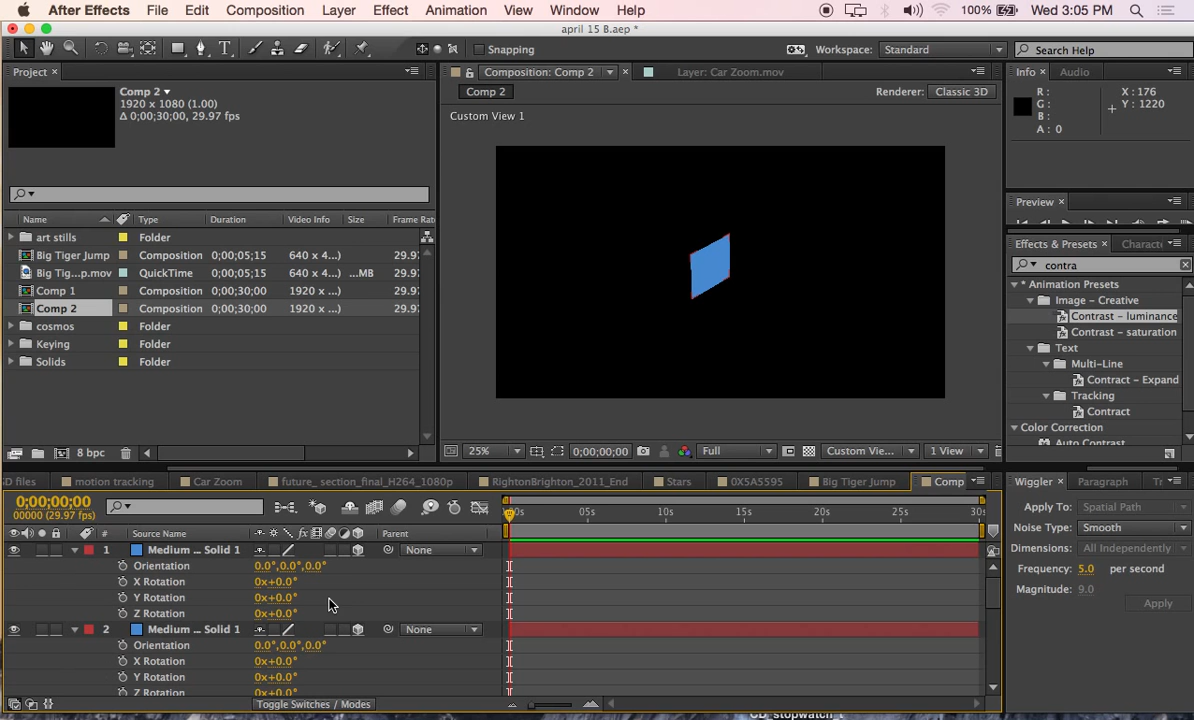 After Effects File Edit Composition Layer Effect Animation View Window Help 100% Wed 3:05 PM
april 15 B.aep *
Snapping Workspace: Standard Search Help
Project × Composition: Comp 2 × Layer: Car Zoom.mov Info × Audio
Comp 2
1920 x 1080 (1.00)
Δ 0;00;30;00, 29.97 fps
Comp 2 Renderer: Classic 3D
Custom View 1
R :
G :
B :
A : 0
X : 176
Y : 1220
Preview ×
Name Type Duration Video Info Size Frame Rat
art stills Folder
Big Tiger Jump Composition 0;00;05;15 640 x 4...) 29.97
Big Tig...p.mov QuickTime 0;00;05;15 640 x 4...) ...MB 29.97
Comp 1 Composition 0;00;30;00 1920 x ...) 29.97
Comp 2 Composition 0;00;30;00 1920 x ...) 29.97
cosmos Folder
Keying Folder
Solids Folder
Effects & Presets × Characte
contra
* Animation Presets
Image – Creative
Contrast – luminance
Contrast – saturation
Text
Multi-Line
Contract – Expand
Tracking
Contract
Color Correction
Auto Contrast
8 bpc 25% 0;00;00;00 Full Custom Vie... 1 View
D files motion tracking Car Zoom future_ section_final_H264_1080p RightonBrighton_2011_End Stars 0X5A5595 Big Tiger Jump Comp
0;00;00;00
00000 (29.97 fps)
00s 05s 10s 15s 20s 25s 30s
# Source Name fx Parent
1 Medium ... Solid 1 None
Orientation 0.0°,0.0°,0.0°
X Rotation 0x+0.0°
Y Rotation 0x+0.0°
Z Rotation 0x+0.0°
2 Medium ... Solid 1 None
Orientation 0.0°,0.0°,0.0°
X Rotation 0x+0.0°
Y Rotation 0x+0.0°
Z Rotation 0x+0.0°
Toggle Switches / Modes
Wiggler × Paragraph Tr
Apply To: Spatial Path
Noise Type: Smooth
Dimensions: All Independently
Frequency: 5.0 per second
Magnitude: 9.0
Apply
CD_stopwatch_t